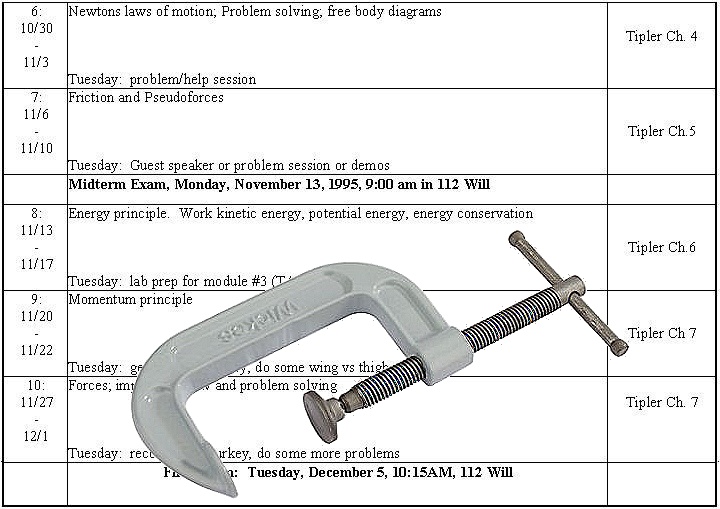 6:
10/30
-
11/3
Newtons laws of motion; Problem solving; free body diagrams
Tuesday: problem/help session
Tipler Ch. 4
7:
11/6
-
11/10
Friction and Pseudoforces
Tuesday: Guest speaker or problem session or demos
Tipler Ch.5
Midterm Exam, Monday, November 13, 1995, 9:00 am in 112 Will
8:
11/13
-
11/17
Energy principle. Work kinetic energy, potential energy, energy conservation
Tuesday: lab prep for module #3
Tipler.Ch.6
9:
11/20
-
11/22
Momentum principle
Tuesday: do some wing vs thigh
Tipler Ch 7
10:
11/27
-
12/1
Forces; and problem solving
Tuesday: do some more problems
Tipler Ch. 7
Tuesday, December 5, 10:15AM, 112 Will